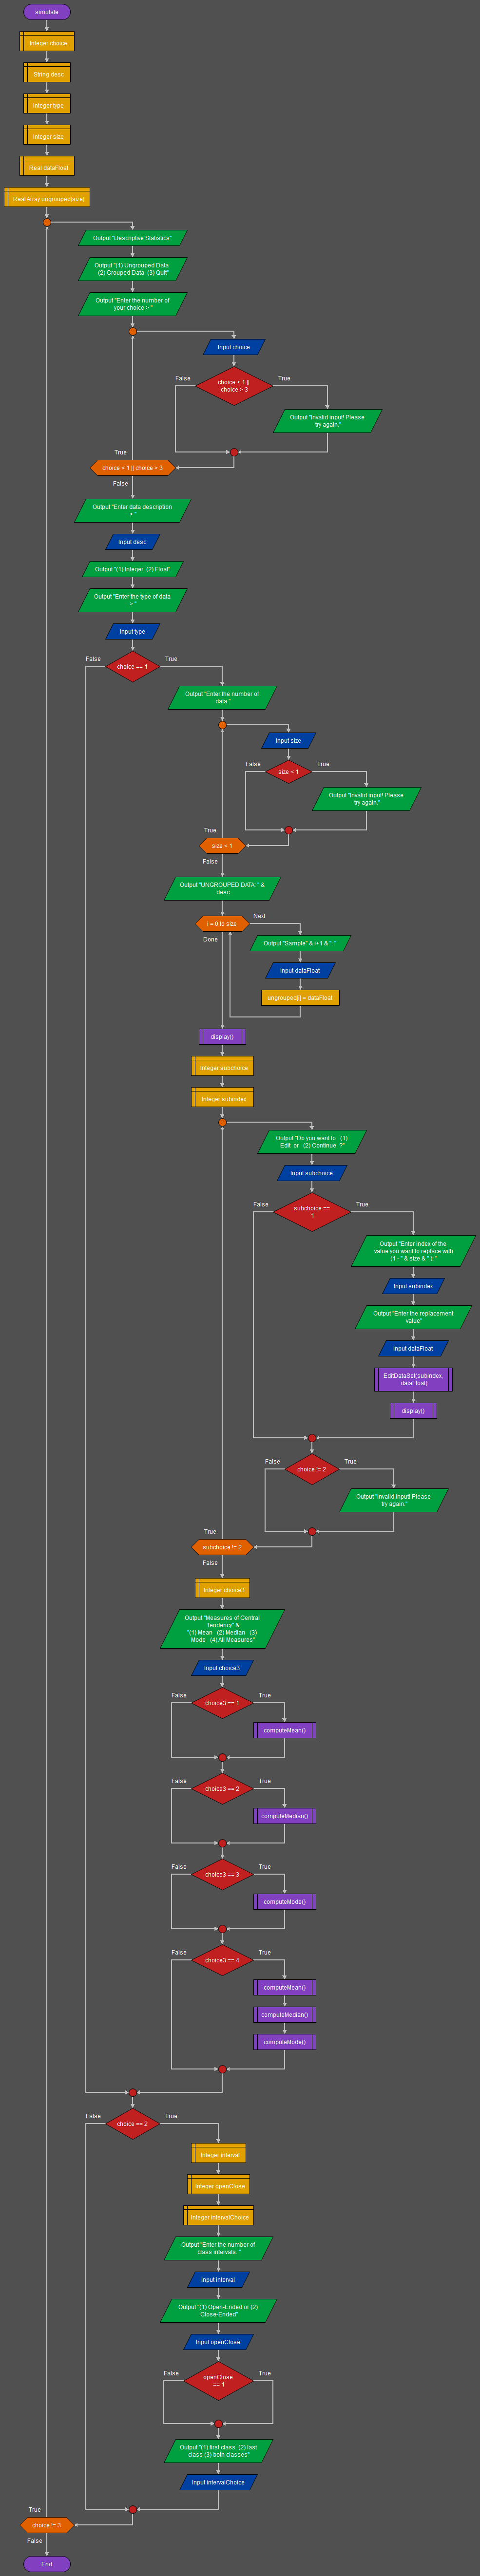 simulate
Integer choice
String desc
Integer type
Integer size
Real dataFloat
Real Array ungrouped[size]
Output "Descriptive Statistics"
Output "(1) Ungrouped Data
(2) Grouped Data  (3) Quit"
Output "Enter the number of
your choice > "
Input choice
False
True
choice < 1 ||
choice > 3
Output "Invalid input! Please
try again."
True
choice < 1 || choice > 3
False
Output "Enter data description
> "
Input desc
Output "(1) Integer  (2) Float"
Output "Enter the type of data
> "
Input type
False
True
choice == 1
Output "Enter the number of
data:"
Input size
False
True
size < 1
Output "Invalid input! Please
try again."
True
size < 1
False
Output "UNGROUPED DATA: " &
desc
Next
i = 0 to size
Done
Output "Sample" & i+1 & ": "
Input dataFloat
ungrouped[i] = dataFloat
display()
Integer subchoice
Integer subindex
Output "Do you want to   (1)
Edit  or   (2) Continue  ?"
Input subchoice
False
True
subchoice ==
1
Output "Enter index of the
value you want to replace with
(1 - " & size & " ): "
Input subindex
Output "Enter the replacement
value"
Input dataFloat
EditDataSet(subindex,
dataFloat)
display()
False
True
choice != 2
Output "Invalid input! Please
try again."
True
subchoice != 2
False
Integer choice3
Output "Measures of Central
Tendency" &
"(1) Mean   (2) Median   (3)
Mode   (4) All Measures"
Input choice3
False
True
choice3 == 1
computeMean()
False
True
choice3 == 2
computeMedian()
False
True
choice3 == 3
computeMode()
False
True
choice3 == 4
computeMean()
computeMedian()
computeMode()
False
True
choice == 2
Integer interval
Integer openClose
Integer intervalChoice
Output "Enter the number of
class intervals: "
Input interval
Output "(1) Open-Ended or (2)
Close-Ended"
Input openClose
False
True
openClose
== 1
Output "(1) first class  (2) last
class (3) both classes"
Input intervalChoice
True
choice != 3
False
End